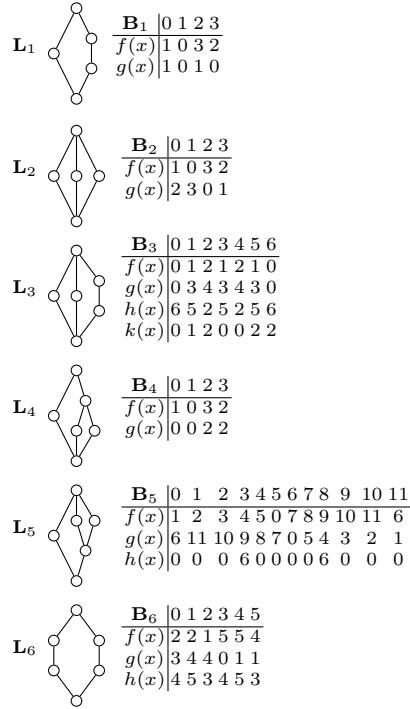 B₁ 0 1 2 3
L₁ f(x) 1 0 3 2
g(x) 1 0 1 0
B₂ 0 1 2 3
L₂ f(x) 1 0 3 2
g(x) 2 3 0 1
B₃ 0 1 2 3 4 5 6
f(x) 0 1 2 1 2 1 0
L₃ g(x) 0 3 4 3 4 3 0
h(x) 6 5 2 5 2 5 6
k(x) 0 1 2 0 0 2 2
B₄ 0 1 2 3
L₄ f(x) 1 0 3 2
g(x) 0 0 2 2
B₅ 0 1 2 3 4 5 6 7 8 9 10 11
f(x) 1 2 3 4 5 0 7 8 9 10 11 6
L₅ g(x) 6 11 10 9 8 7 0 5 4 3 2 1
h(x) 0 0 0 6 0 0 0 0 6 0 0 0
B₆ 0 1 2 3 4 5
f(x) 2 2 1 5 5 4
L₆ g(x) 3 4 4 0 1 1
h(x) 4 5 3 4 5 3